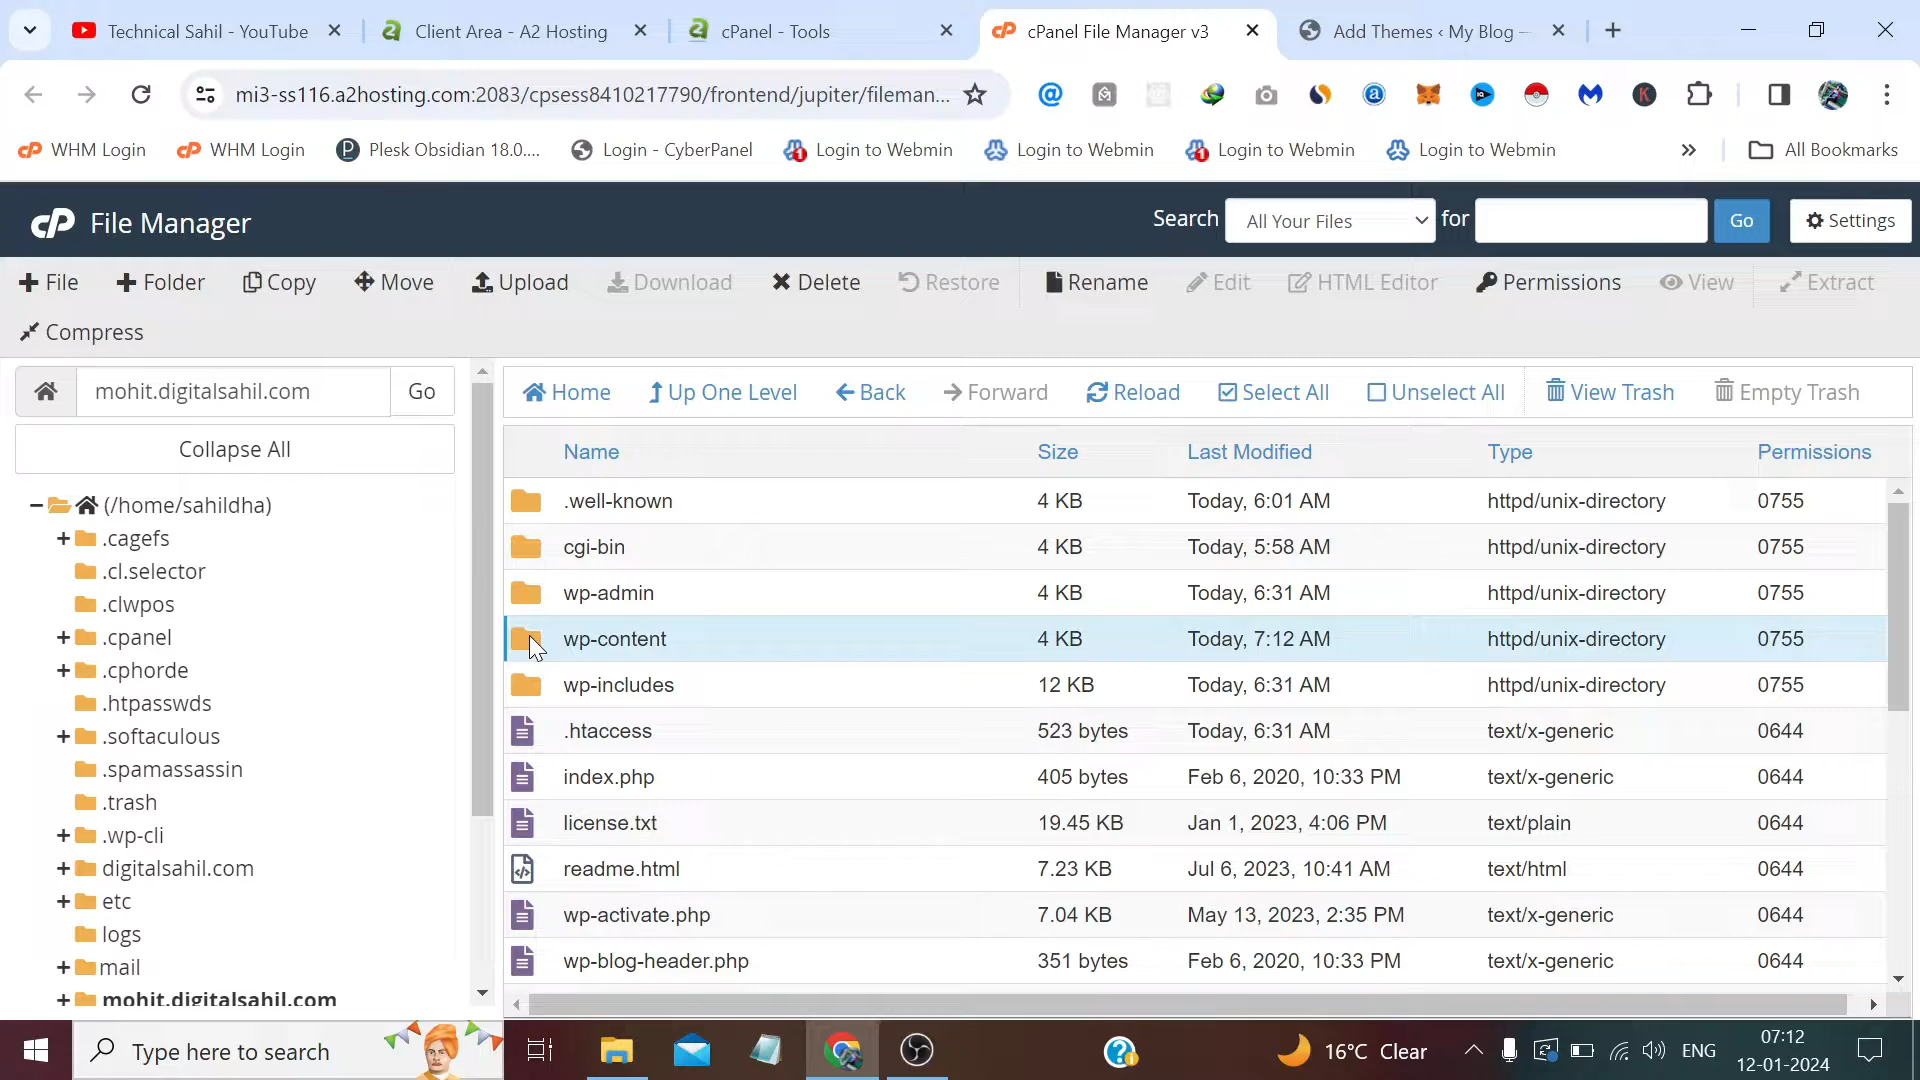 Technical Sahil - YouTube
Client Area - A2 Hosting
cPanel - Tools
cPanel File Manager v3
Add Themes ‹ My Blog —
mi3-ss116.a2hosting.com:2083/cpsess8410217790/frontend/jupiter/fileman...
WHM Login
WHM Login
Plesk Obsidian 18.0....
Login - CyberPanel
Login to Webmin
Login to Webmin
Login to Webmin
Login to Webmin
»
All Bookmarks
cP File Manager
Search All Your Files for Go Settings
File Folder Copy Move Upload Download Delete Restore Rename Edit HTML Editor Permissions View Extract
Compress
mohit.digitalsahil.com Go
Collapse All
(/home/sahildha)
.cagefs
.cl.selector
.clwpos
.cpanel
.cphorde
.htpasswds
.softaculous
.spamassassin
.trash
.wp-cli
digitalsahil.com
etc
logs
mail
mohit.digitalsahil.com
Home Up One Level Back Forward Reload Select All Unselect All View Trash Empty Trash
Name Size Last Modified Type Permissions
.well-known 4 KB Today, 6:01 AM httpd/unix-directory 0755
cgi-bin 4 KB Today, 5:58 AM httpd/unix-directory 0755
wp-admin 4 KB Today, 6:31 AM httpd/unix-directory 0755
wp-content 4 KB Today, 7:12 AM httpd/unix-directory 0755
wp-includes 12 KB Today, 6:31 AM httpd/unix-directory 0755
.htaccess 523 bytes Today, 6:31 AM text/x-generic 0644
index.php 405 bytes Feb 6, 2020, 10:33 PM text/x-generic 0644
license.txt 19.45 KB Jan 1, 2023, 4:06 PM text/plain 0644
readme.html 7.23 KB Jul 6, 2023, 10:41 AM text/html 0644
wp-activate.php 7.04 KB May 13, 2023, 2:35 PM text/x-generic 0644
wp-blog-header.php 351 bytes Feb 6, 2020, 10:33 PM text/x-generic 0644
Type here to search
16°C Clear
ENG
07:12
12-01-2024